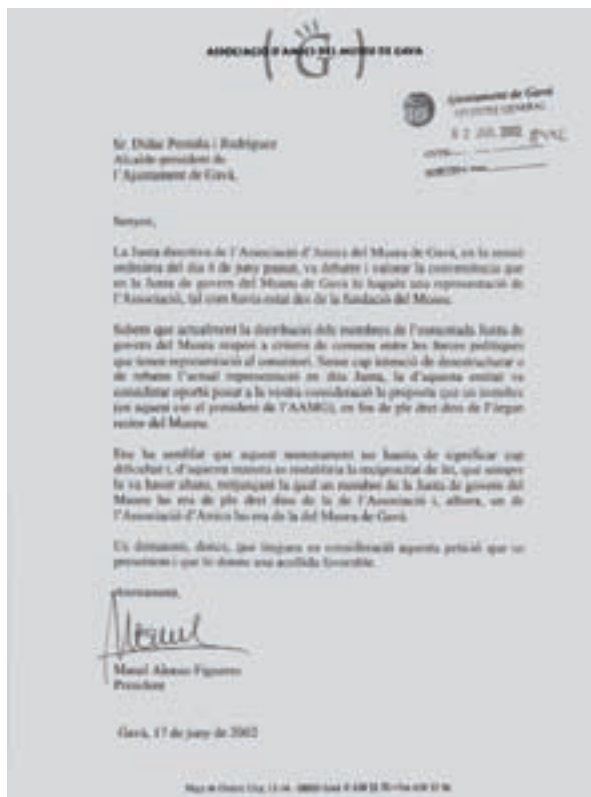 ASSOCIACIÓ D'AMICS DEL MUSEU DE GAVÀ
G
Ajuntament de Gavà
REGISTRE GENERAL
02 JUL. 2002
Sr. Dídac Pestaña i Rodríguez
Alcalde-president de
l'Ajuntament de Gavà,
Senyor,
La Junta directiva de l'Associació d'Amics del Museu de Gavà, en la sessió
ordinària del dia 6 de juny passat, va debatre i valorar la conveniència que
en la Junta de govern del Museu de Gavà hi hagués una representació de
l'Associació, tal com havia estat des de la fundació del Museu.
Sabem que actualment la distribució dels membres de l'esmentada Junta de
govern del Museu respon a criteris de consens entre les forces polítiques
que tenen representació al consistori. Sense cap intenció de desestructurar o
de rebatre l'actual representació en dita Junta, la d'aquesta entitat va
considerar oportú posar a la vostra consideració la proposta que un membre
(en aquest cas el president de l'AAMG), en fos de ple dret dins de l'òrgan
rector del Museu.
Ens ha semblat que aquest nomenament no hauria de significar cap
dificultat i, d'aquesta manera es restabliria la reciprocitat de llei, que sempre
hi va haver abans, mitjançant la qual un membre de la Junta de govern del
Museu ho era de ple dret dins de la de l'Associació i, alhora, un de
l'Associació d'Amics ho era de la del Museu de Gavà.
Us demanem, doncs, que tingueu en consideració aquesta petició que us
presentem i que hi doneu una acollida favorable.
Atentament,
Manel Alonso Figueres
President
Gavà, 17 de juny de 2002